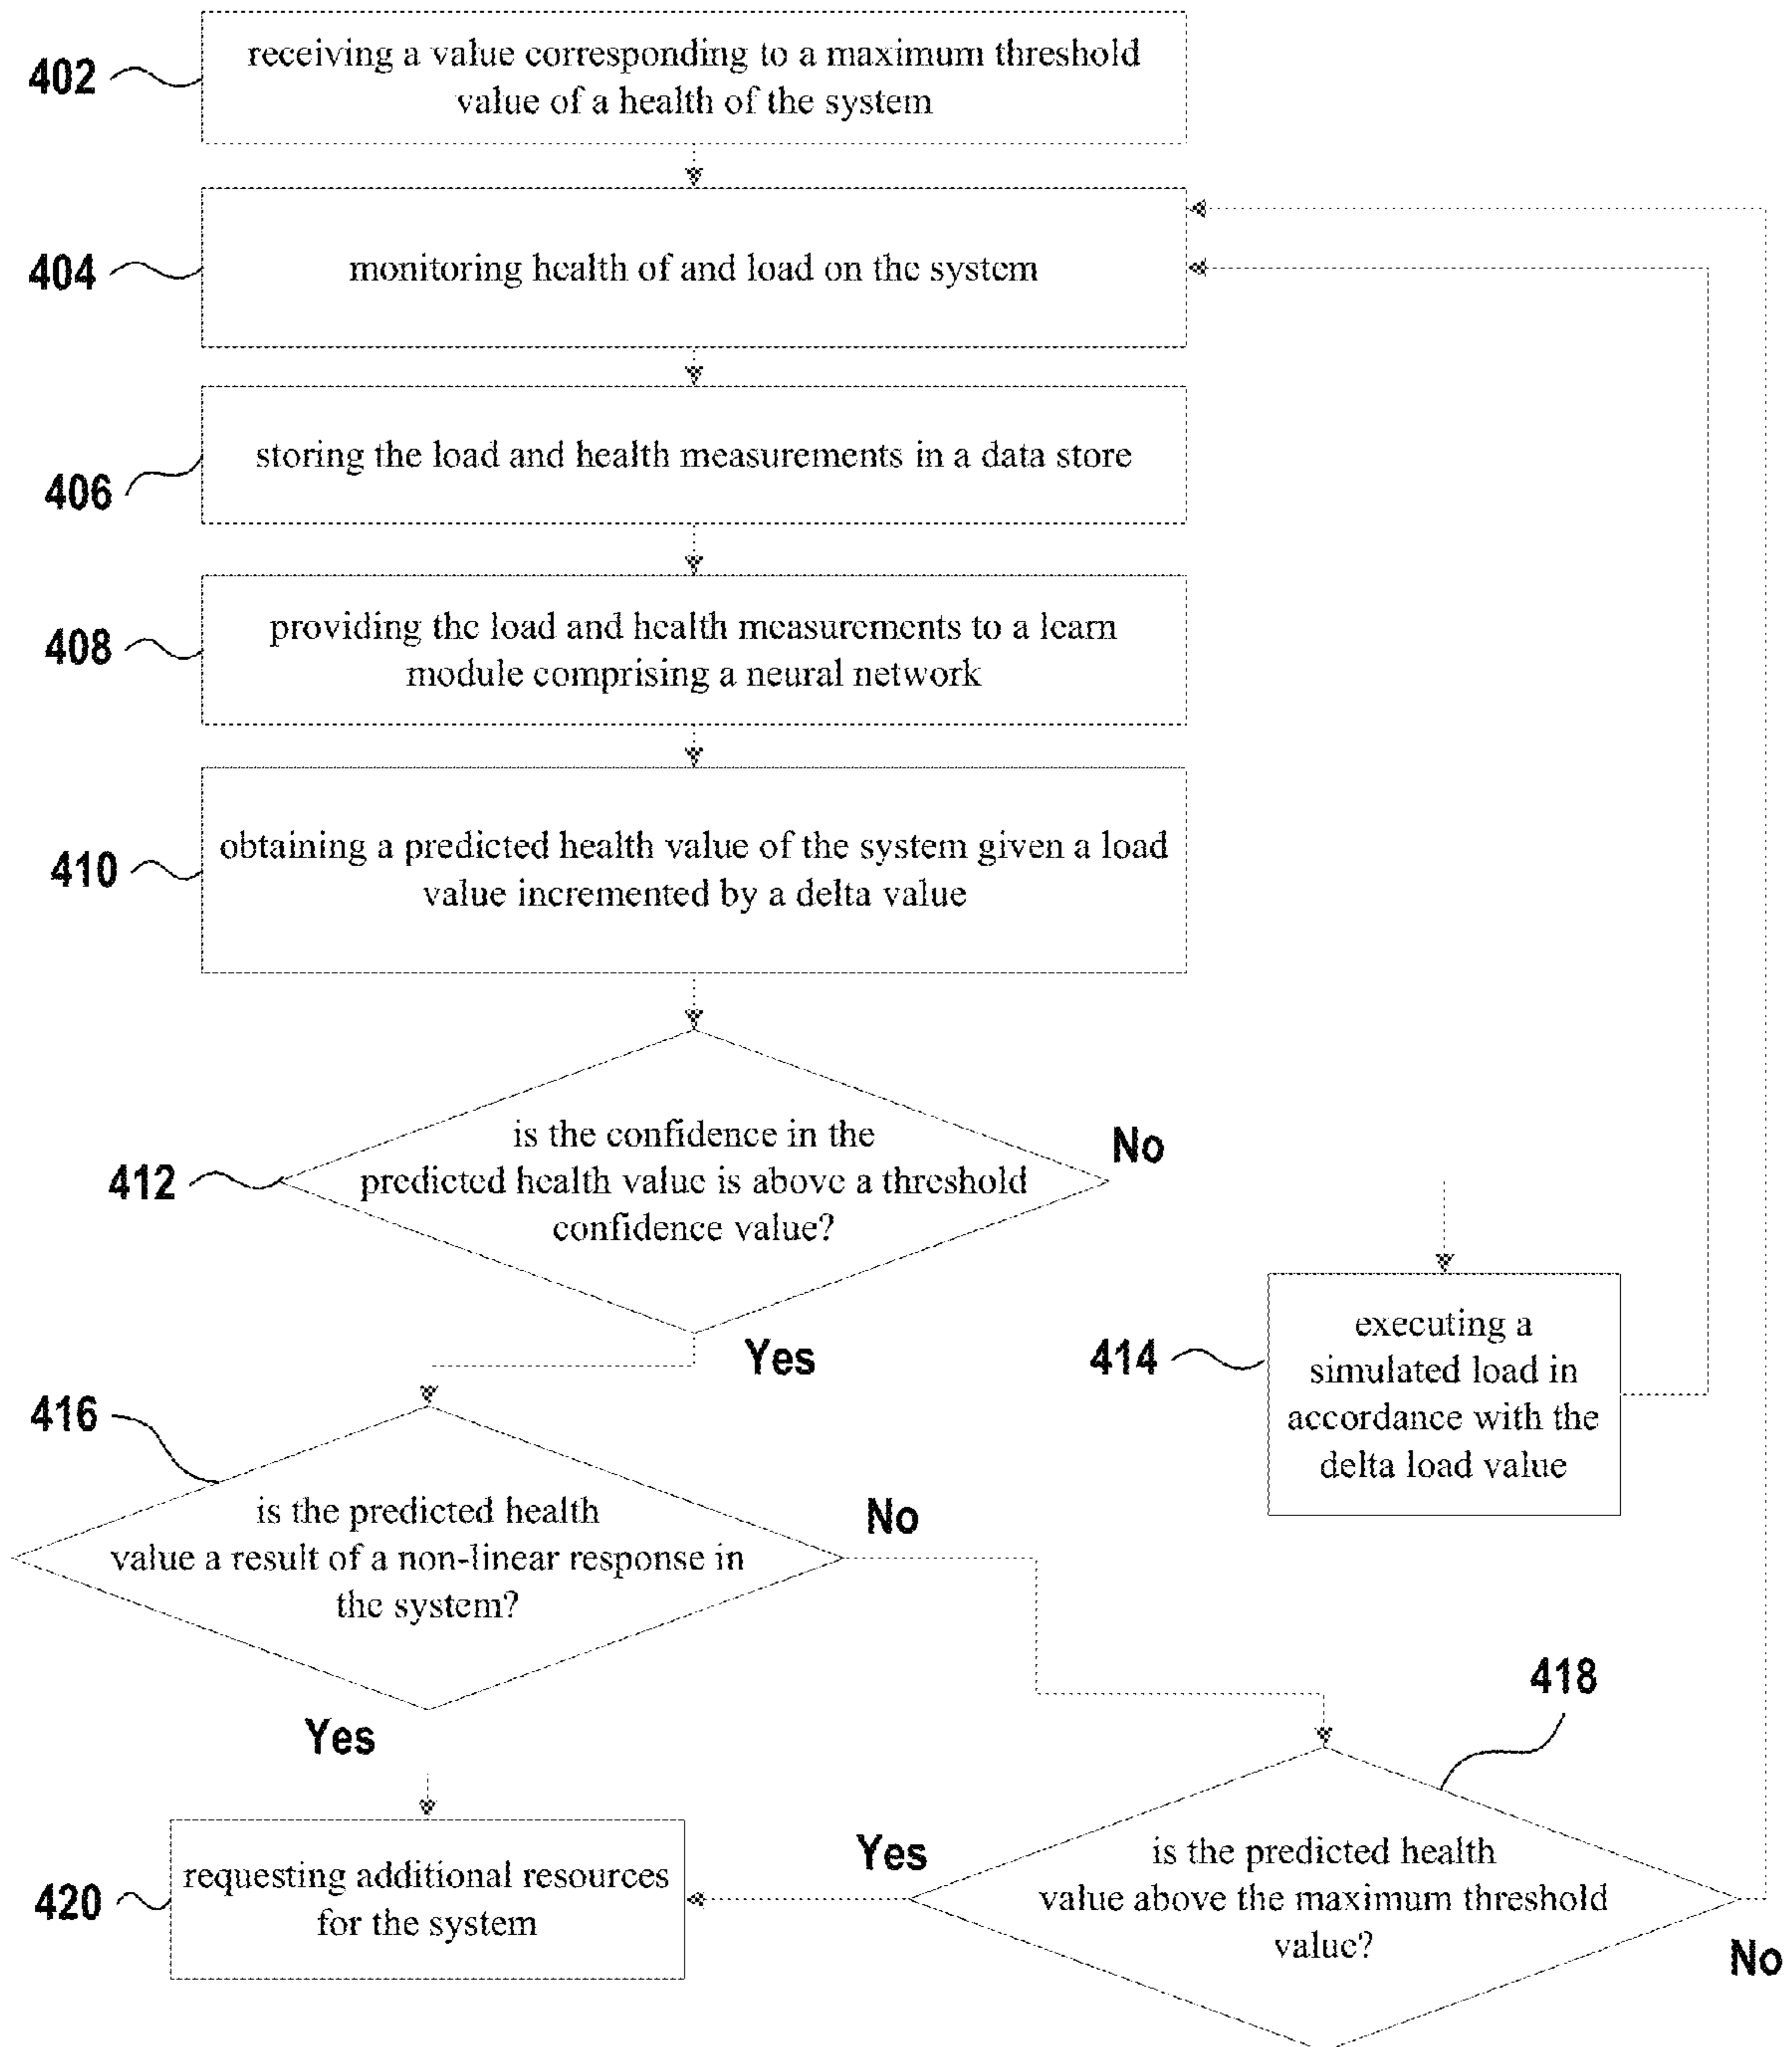 402
receiving a value corresponding to a maximum threshold
value of a health of the system
404
monitoring health of and load on the system
406
storing the load and health measurements in a data store
408
providing the load and health measurements to a learn
module comprising a neural network
410
obtaining a predicted health value of the system given a load
value incremented by a delta value
412
is the confidence in the
predicted health value is above a threshold
confidence value?
No
Yes
414
executing a
simulated load in
accordance with the
delta load value
416
is the predicted health
value a result of a non-linear response in
the system?
No
Yes
418
is the predicted health
value above the maximum threshold
value?
Yes
No
420
requesting additional resources
for the system